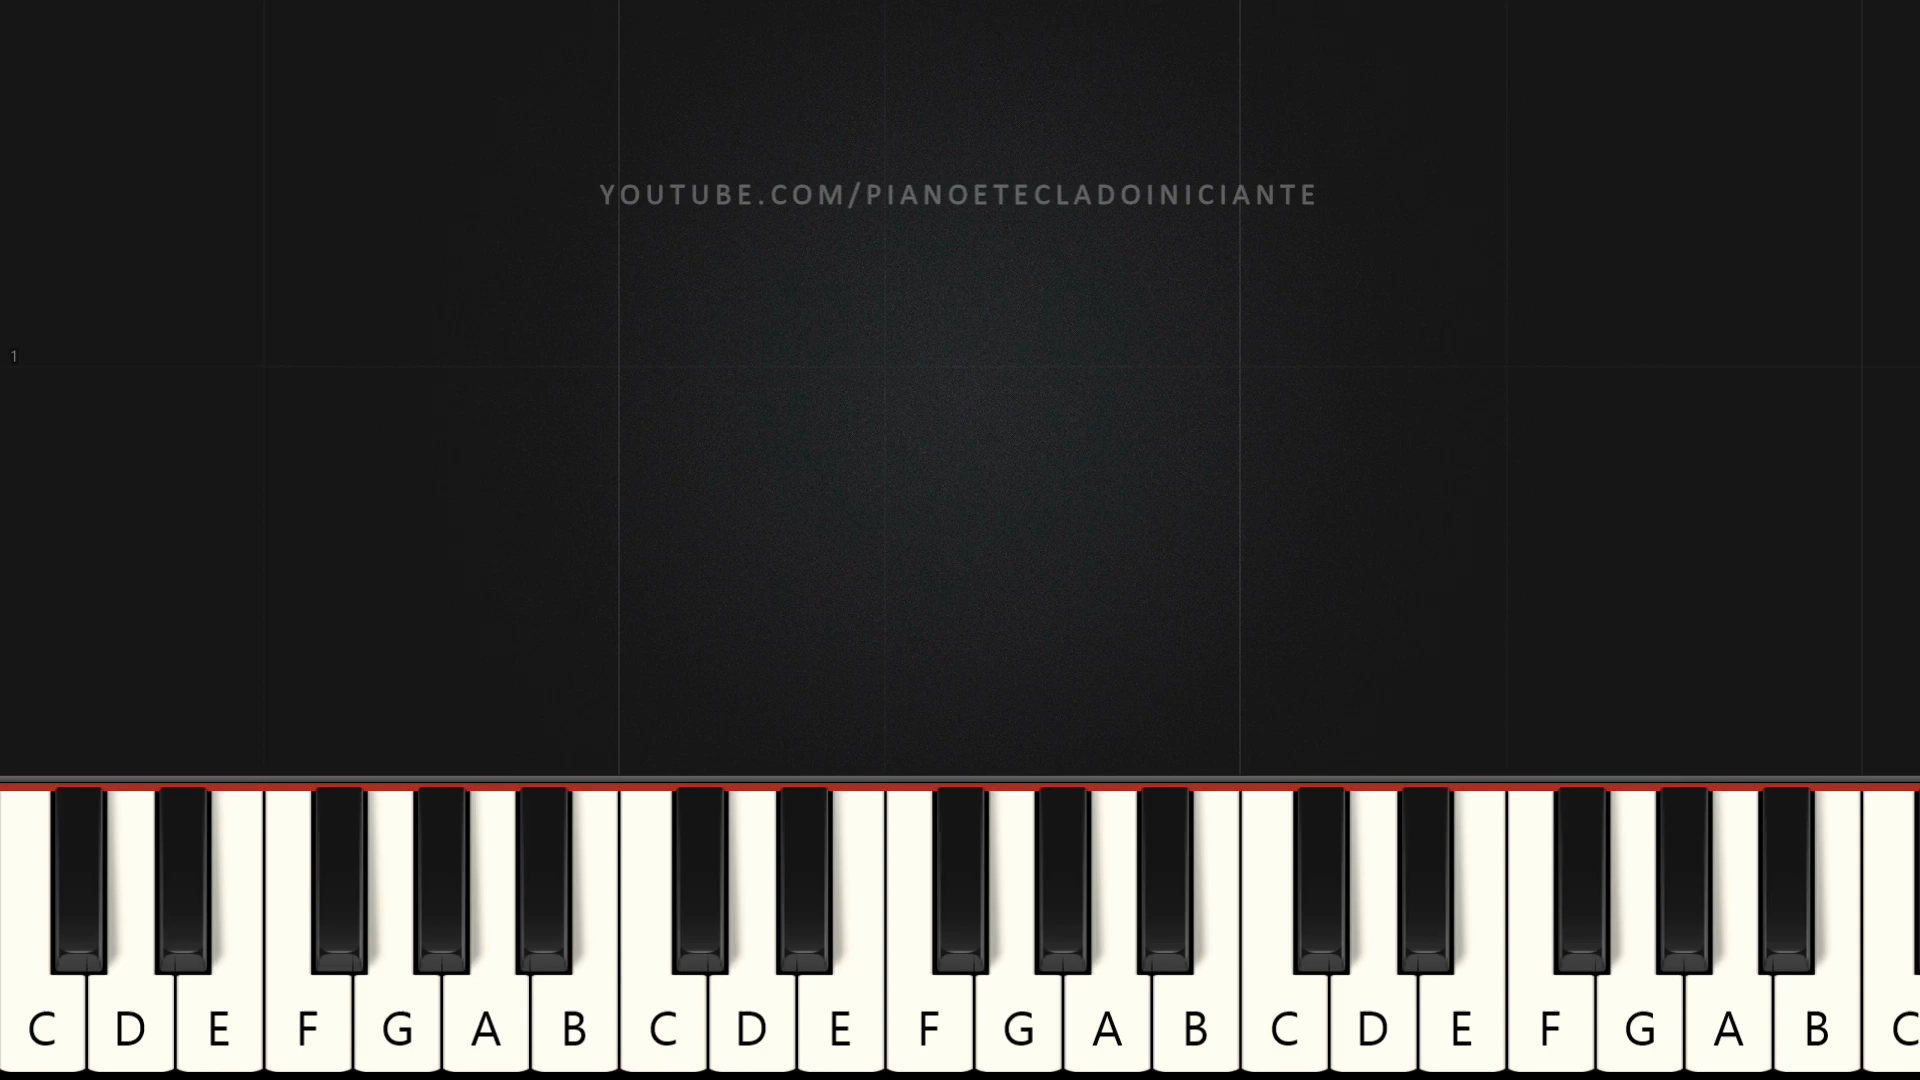 YOUTUBE.COM/PIANOETECLADOINICIANTE
1
C D E F G A B C D E F G A B C D E F G A B C